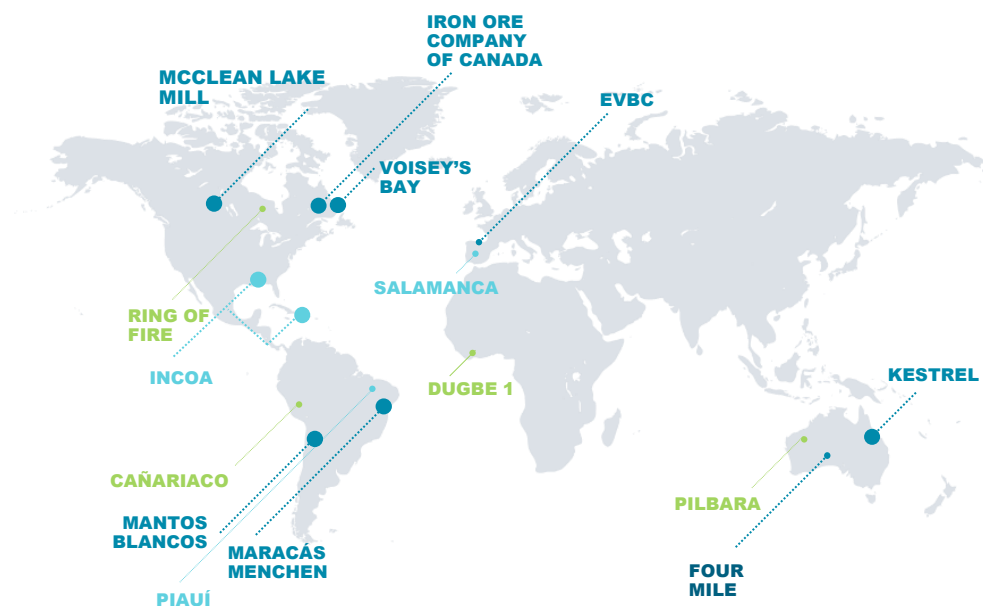 IRON ORE
COMPANY
OF CANADA
MCCLEAN LAKE
MILL
EVBC
VOISEY'S
BAY
SALAMANCA
RING OF
FIRE
INCOA
DUGBE 1
KESTREL
CAÑARIACO
PILBARA
MANTOS
BLANCOS
MARACÁS
MENCHEN
FOUR
MILE
PIAUÍ